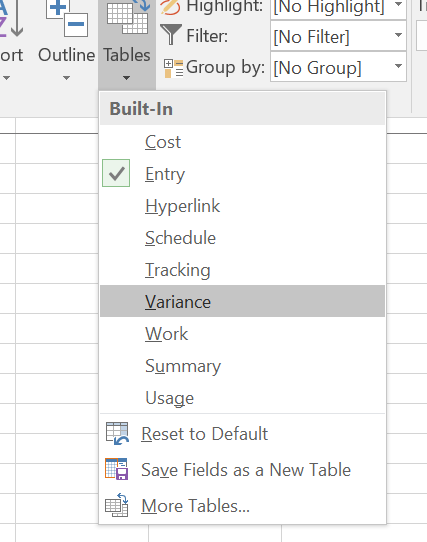 Highlight: [No Highlight]
Outline Tables Filter: [No Filter]
Group by: [No Group]
Built-In
Cost
Entry
Hyperlink
Schedule
Tracking
Variance
Work
Summary
Usage
Reset to Default
Save Fields as a New Table
More Tables...